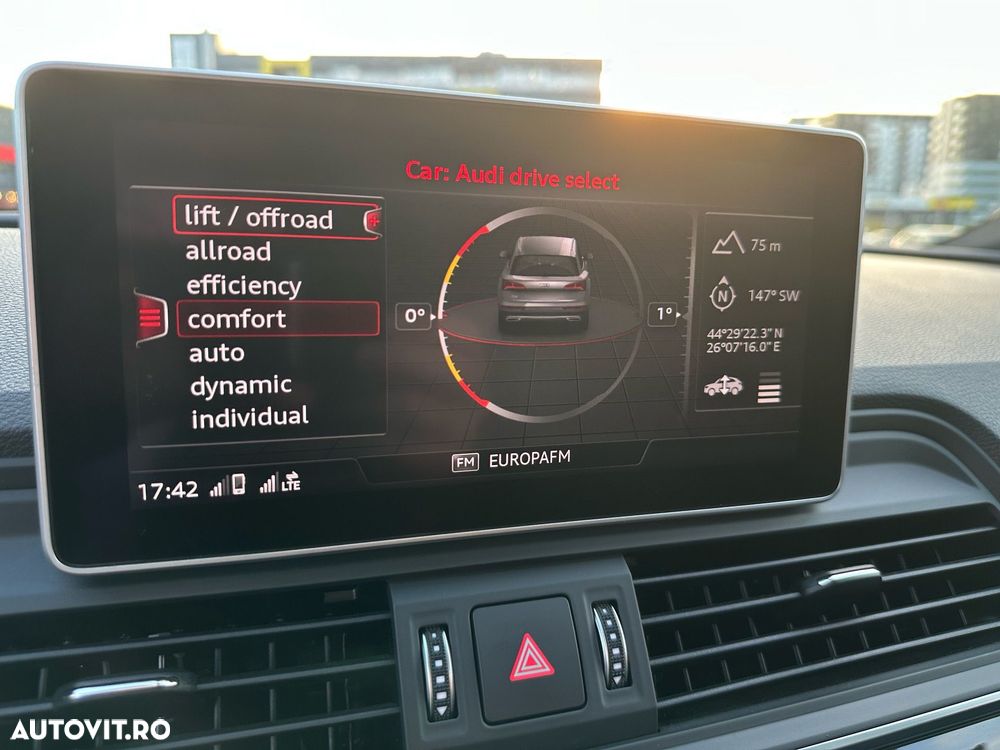 Car: Audi drive select
lift / offroad
allroad
efficiency
comfort
auto
dynamic
individual
0°
1°
75 m
N
147° SW
44°29'22.3" N
26°07'16.0" E
FM EUROPAFM
17:42 LTE
AUTOVIT.RO